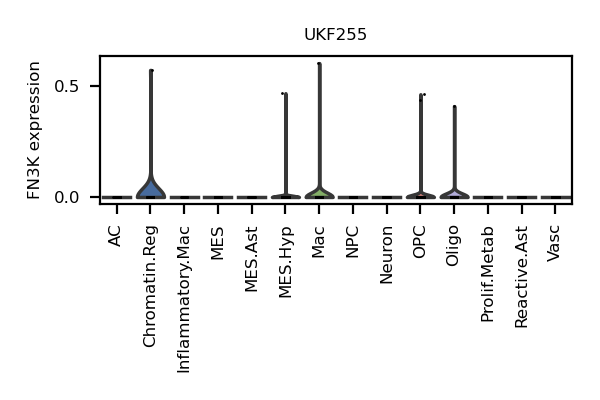 UKF255
FN3K expression
0.5
0.0
AC
Chromatin.Reg
Inflammatory.Mac
MES
MES.Ast
MES.Hyp
Mac
NPC
Neuron
OPC
Oligo
Prolif.Metab
Reactive.Ast
Vasc